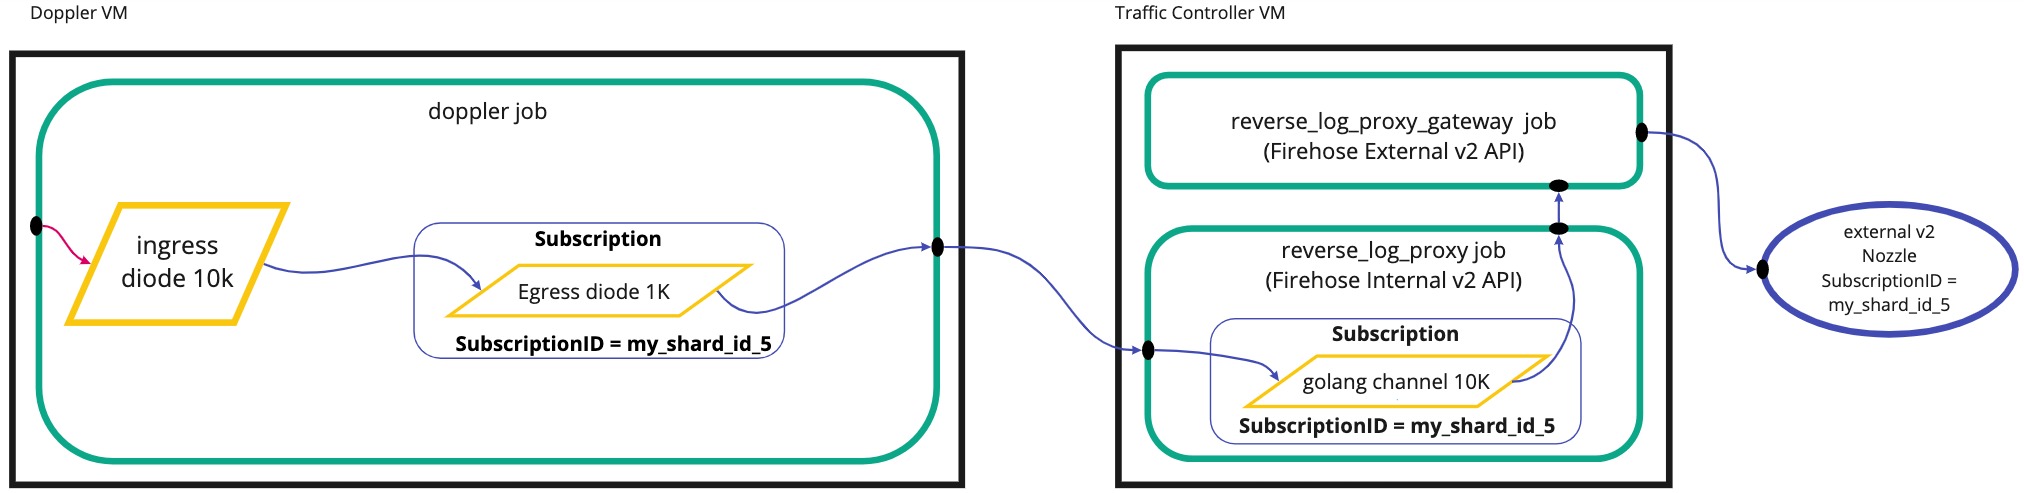 Doppler VM
doppler job
ingress
diode 10k
Subscription
Egress diode 1K
SubscriptionID = my_shard_id_5
Traffic Controller VM
reverse_log_proxy_gateway job
(Firehose External v2 API)
reverse_log_proxy job
(Firehose Internal v2 API)
Subscription
golang channel 10K
SubscriptionID = my_shard_id_5
external v2
Nozzle
SubscriptionID =
my_shard_id_5